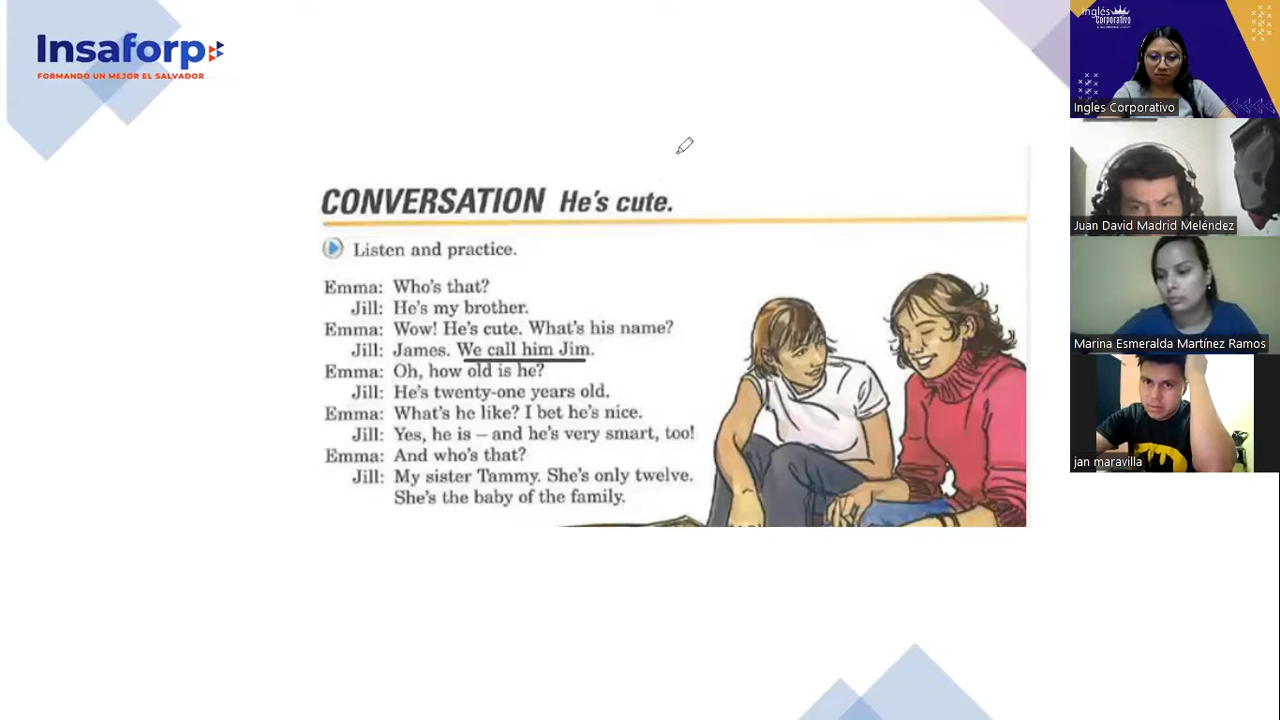 Insaforp
FORMANDO UN MEJOR EL SALVADOR
CONVERSATION He's cute.
Listen and practice.
Emma: Who's that?
Jill: He's my brother.
Emma: Wow! He's cute. What's his name?
Jill: James. We call him Jim.
Emma: Oh, how old is he?
Jill: He's twenty-one years old.
Emma: What's he like? I bet he's nice.
Jill: Yes, he is – and he's very smart, too!
Emma: And who's that?
Jill: My sister Tammy. She's only twelve.
She's the baby of the family.
Inglés
Corporativo
Ingles Corporativo
Juan David Madrid Meléndez
Marina Esmeralda Martínez Ramos
jan maravilla